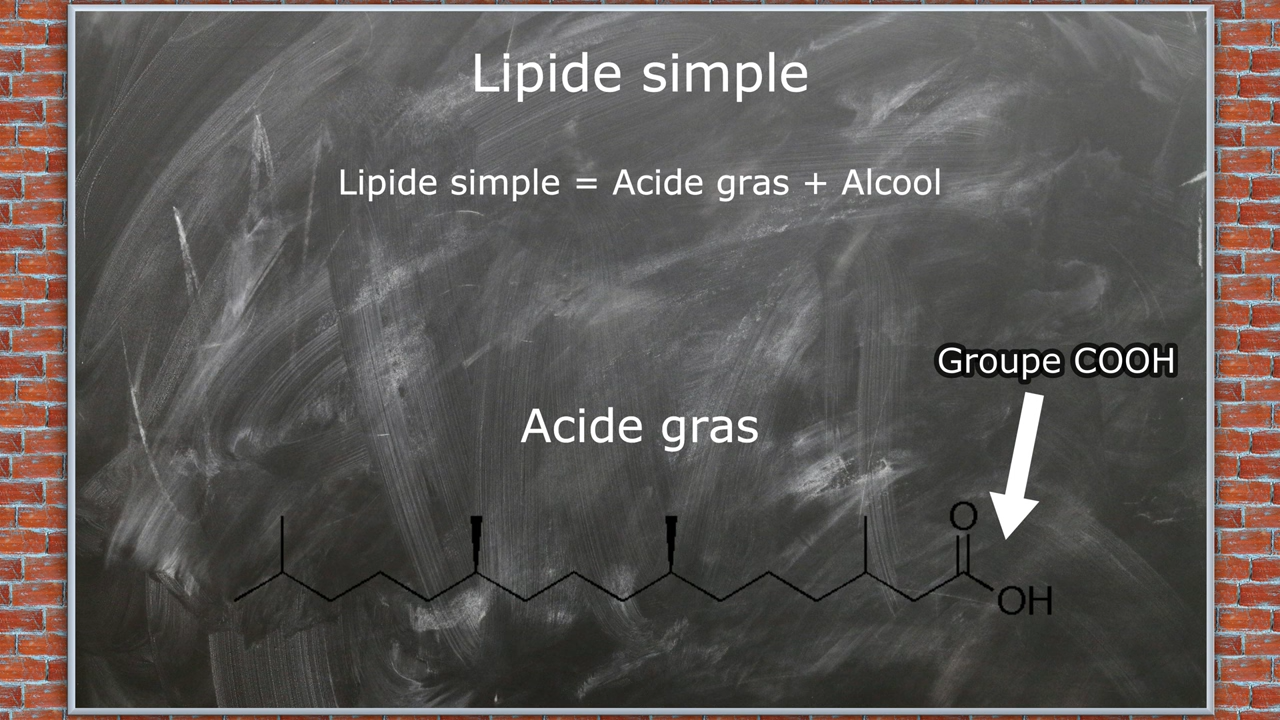 Lipide simple
Lipide simple = Acide gras + Alcool
Groupe COOH
Acide gras
O
OH